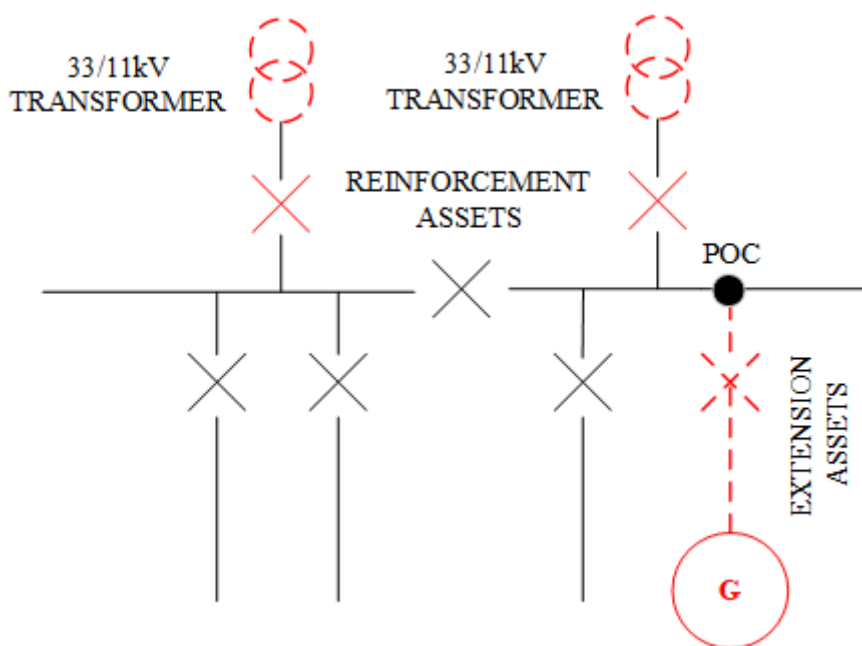 33/11kV
TRANSFORMER
33/11kV
TRANSFORMER
REINFORCEMENT
ASSETS
POC
EXTENSION
ASSETS
G